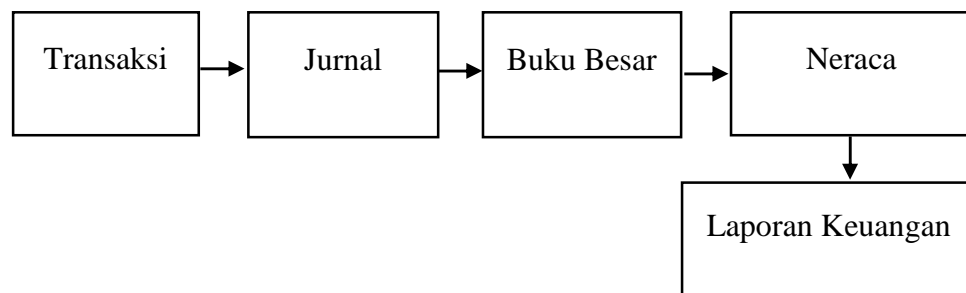 Transaksi
Jurnal
Buku Besar
Neraca
Laporan Keuangan